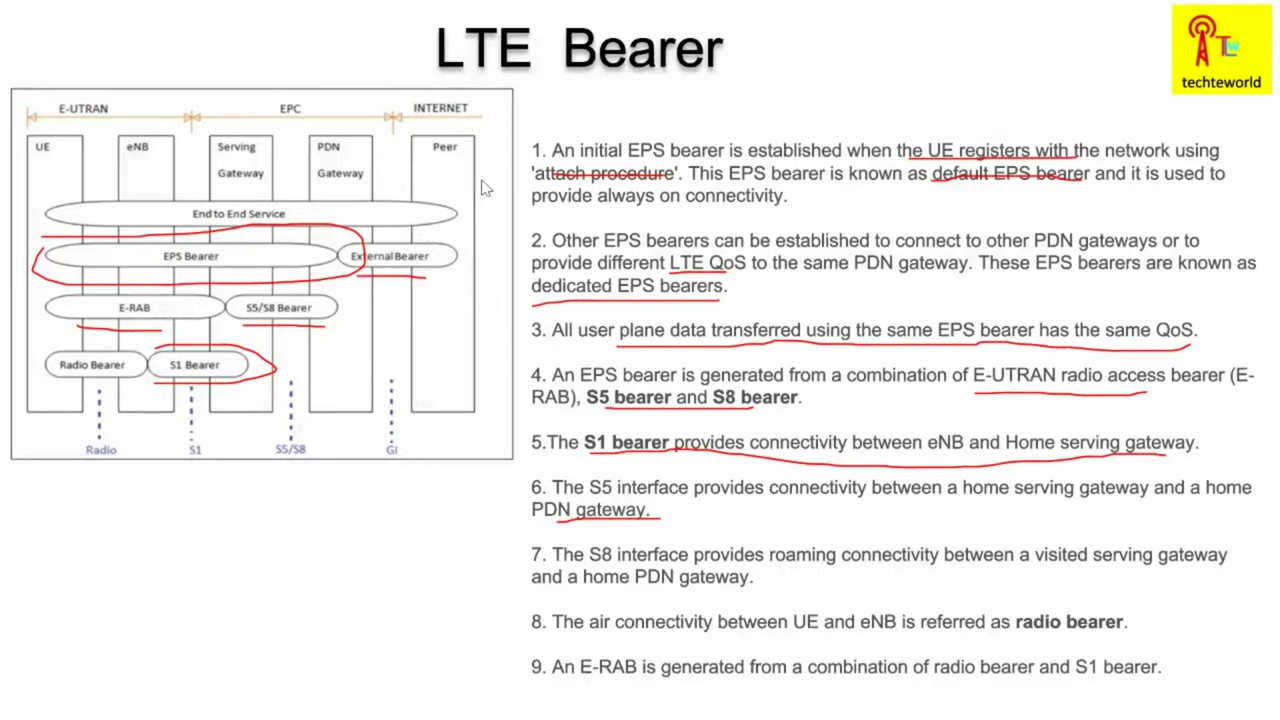 LTE Bearer
TLW
techteworld
E-UTRAN EPC INTERNET
UE eNB Serving Gateway PDN Gateway Peer
End to End Service
EPS Bearer External Bearer
E-RAB S5/S8 Bearer
Radio Bearer S1 Bearer
Radio S1 S5/S8 GI
1. An initial EPS bearer is established when the UE registers with the network using
'attach procedure'. This EPS bearer is known as default EPS bearer and it is used to
provide always on connectivity.
2. Other EPS bearers can be established to connect to other PDN gateways or to
provide different LTE QoS to the same PDN gateway. These EPS bearers are known as
dedicated EPS bearers.
3. All user plane data transferred using the same EPS bearer has the same QoS.
4. An EPS bearer is generated from a combination of E-UTRAN radio access bearer (E-
RAB), S5 bearer and S8 bearer.
5.The S1 bearer provides connectivity between eNB and Home serving gateway.
6. The S5 interface provides connectivity between a home serving gateway and a home
PDN gateway.
7. The S8 interface provides roaming connectivity between a visited serving gateway
and a home PDN gateway.
8. The air connectivity between UE and eNB is referred as radio bearer.
9. An E-RAB is generated from a combination of radio bearer and S1 bearer.